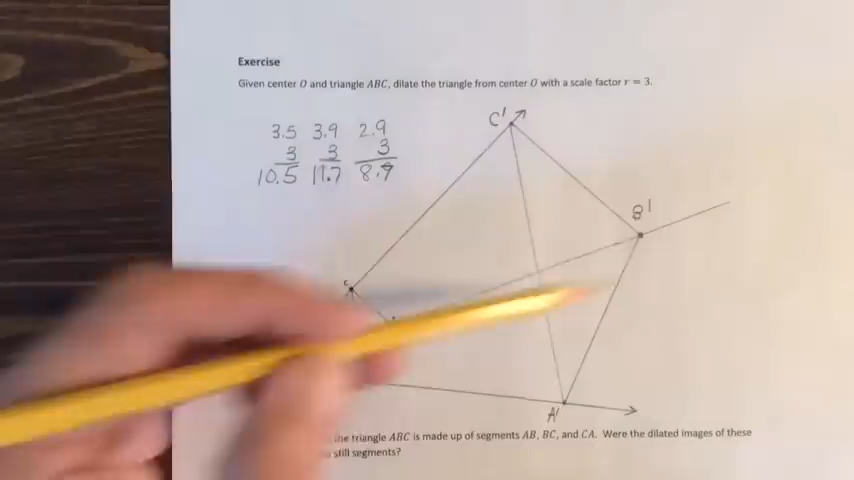 Exercise
Given center O and triangle ABC, dilate the triangle from center O with a scale factor r = 3.
C'
3.5 3.9 2.9
3 3 3
10.5 11.7 8.7
B'
C
A'
the triangle ABC is made up of segments AB, BC, and CA. Were the dilated images of these
still segments?